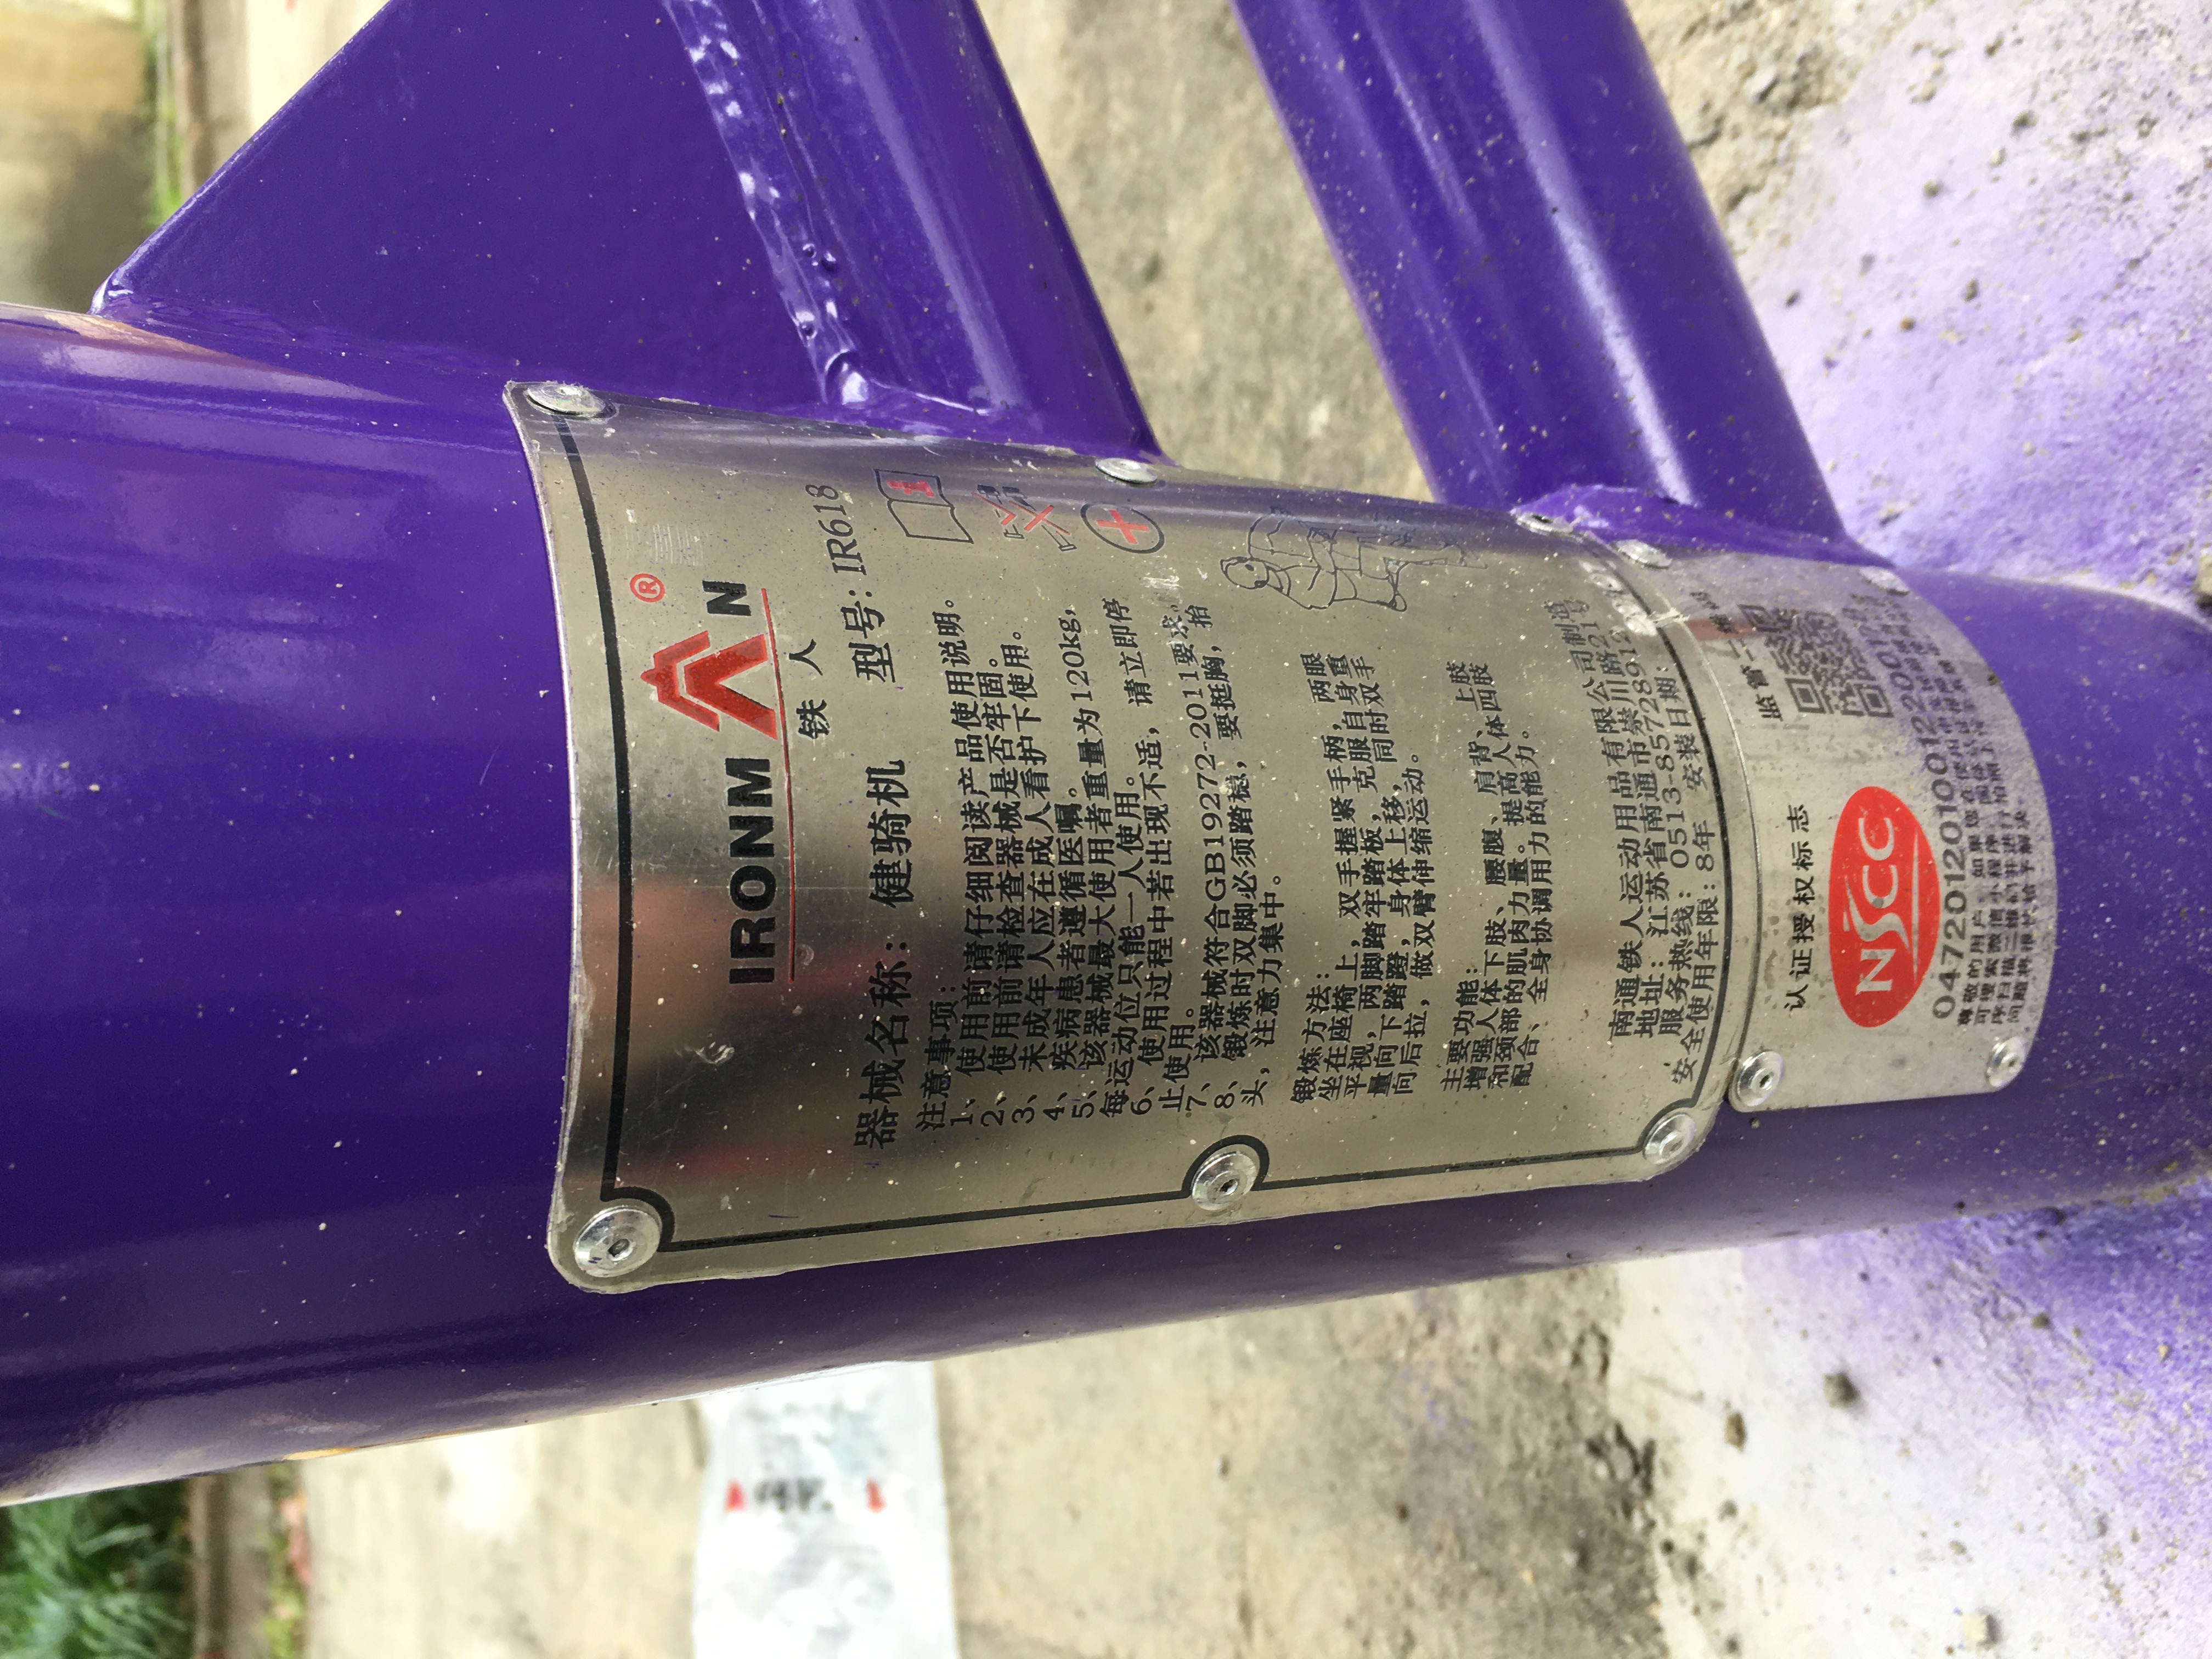 IRONMAN®
铁 人
器械名称：健骑机 型号：IR618
注意事项：
1、使用前请仔细阅读产品使用说明。
2、使用前请检查器械是否牢固。
3、未成年人应在成人看护下使用。
4、疾病患者遵循医嘱。
5、该器械最大使用者重量为120kg，
每运动位只能一人使用。
6、使用过程中若出现不适，请立即停
止使用。
7、该器械符合GB19272-2011要求。
8、锻炼时双脚必须踏稳，要挺胸，抬
头，注意力集中。
锻炼方法：
坐在座椅上，双手握紧手柄，两眼
平视，两脚踏牢踏板，克服自身重
量向下踏蹬，身体上移，同时双手
向后拉，做双臂伸缩运动。
主要功能：
增强人体下肢、腰腹、肩背、上肢
和颈部的肌肉力量。提高人体四肢
配合、全身协调用力的能力。
南通铁人运动用品有限公司制造
地址：江苏省南通市崇川路218号
服务热线：0513-85728912
安全使用年限：8年 安装日期：
认证授权标志 监管二维码
NSCC